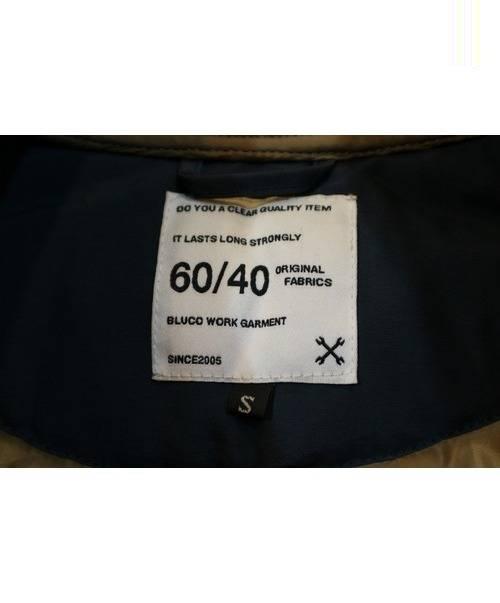 DO YOU A CLEAR QUALITY ITEM
IT LASTS LONG STRONGLY
60/40 ORIGINAL FABRICS
BLUCO WORK GARMENT
SINCE2005
S